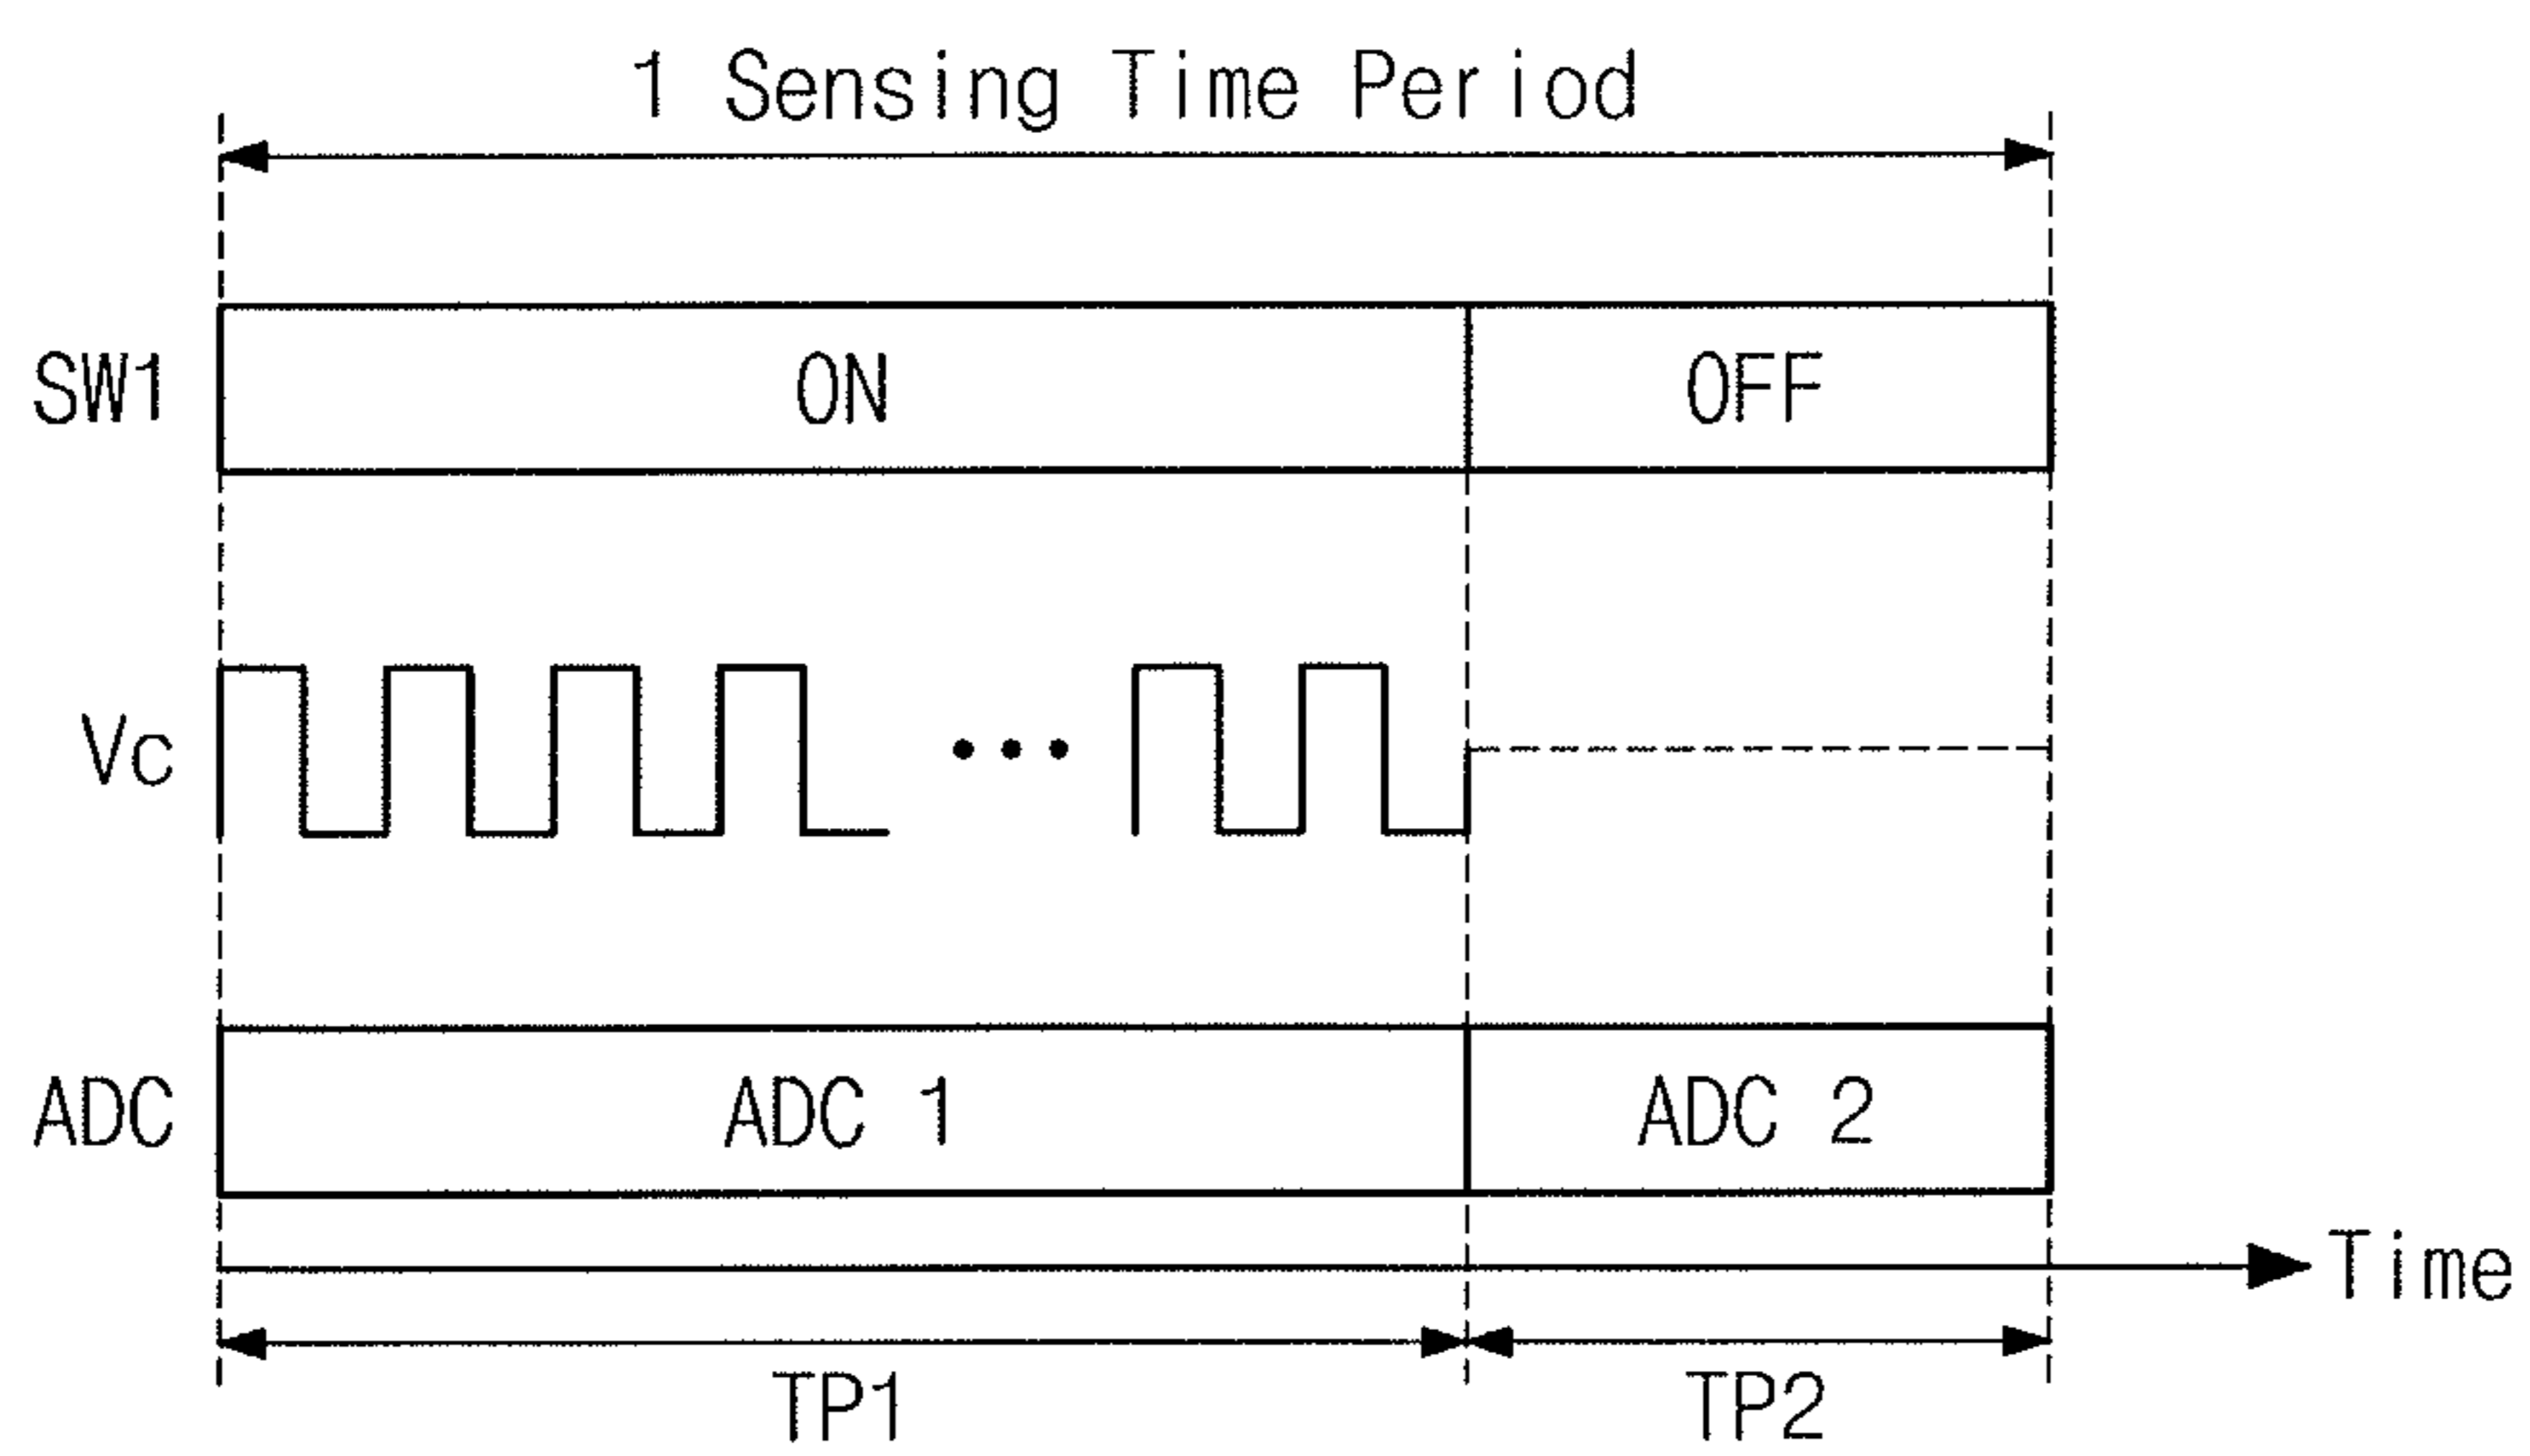 1 Sensing Time Period
SW1 ON OFF
Vc
ADC ADC 1 ADC 2
Time
TP1 TP2